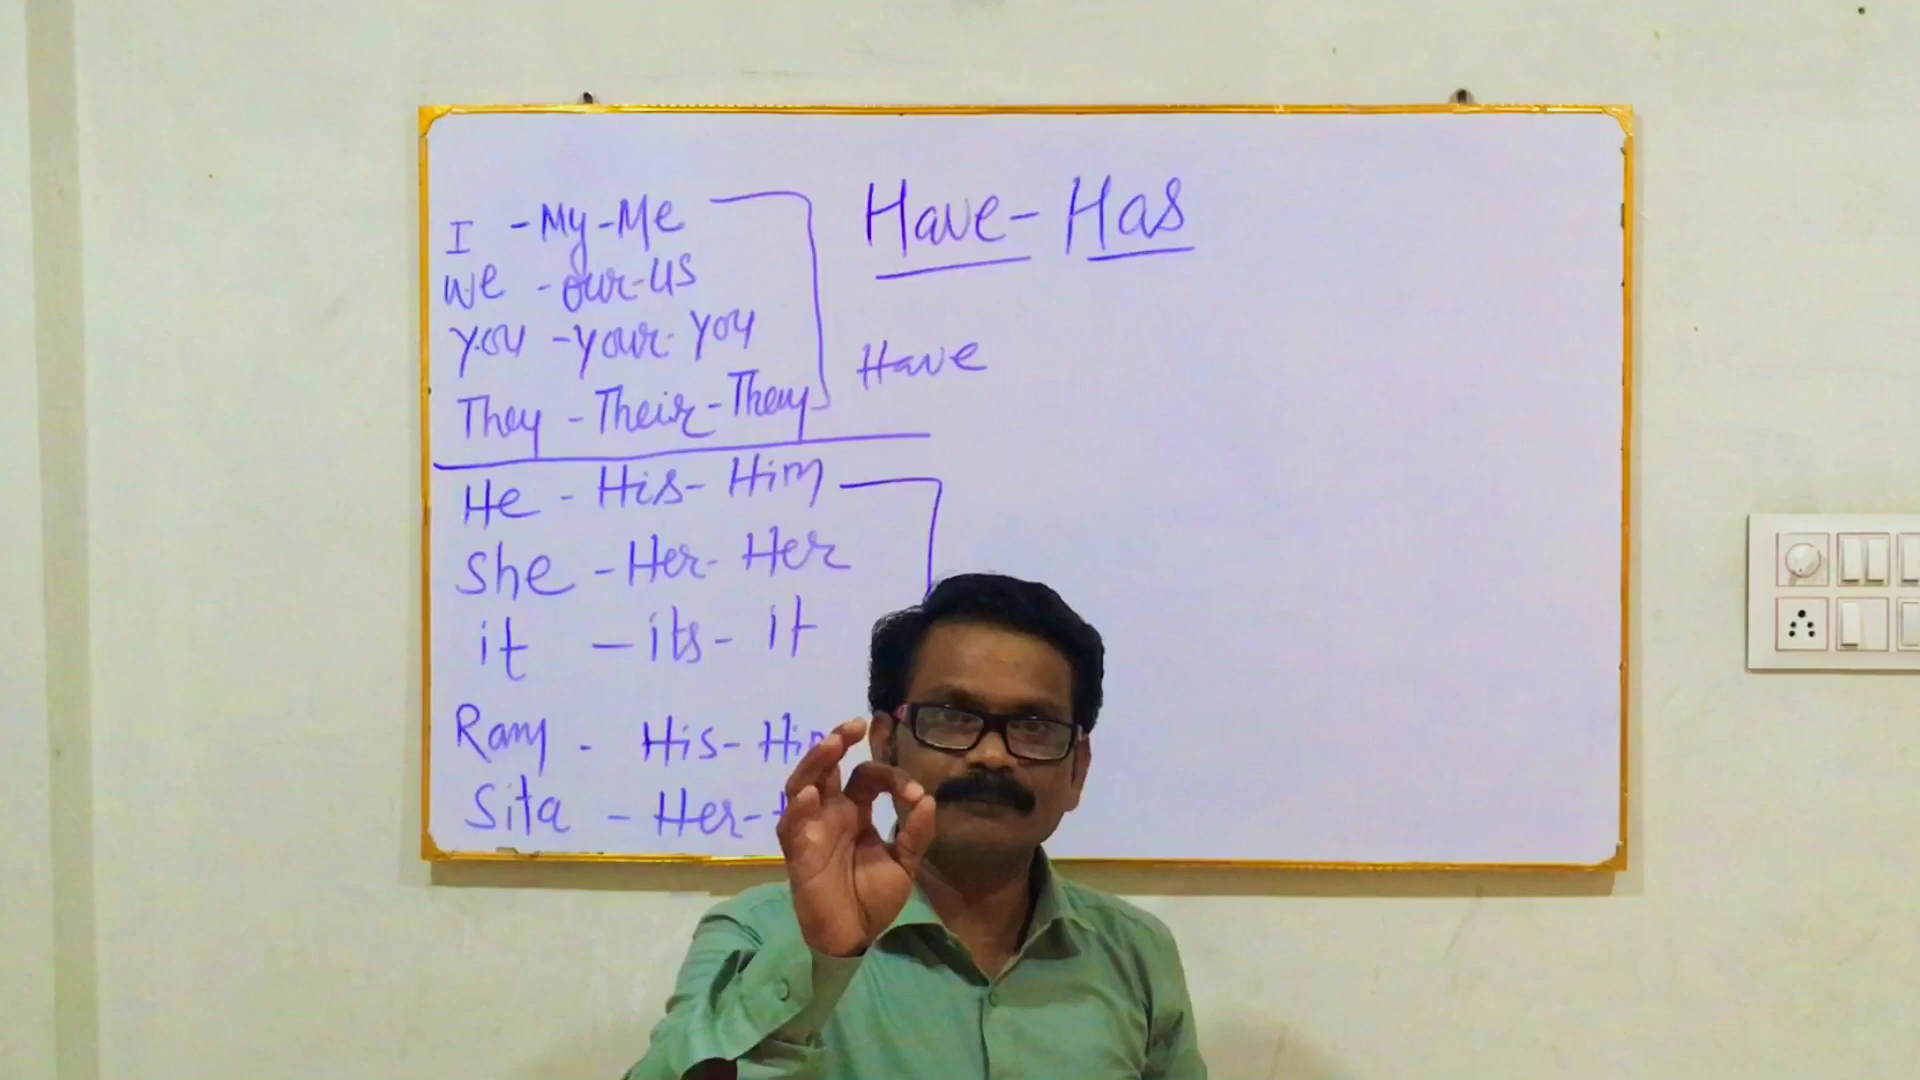 I - My - Me
We - our - us
you - your - you
They - Their - They
He - His - Him
She - Her - Her
it - its - it
Ram - His -
Sita - Her -
Have - Has
Have